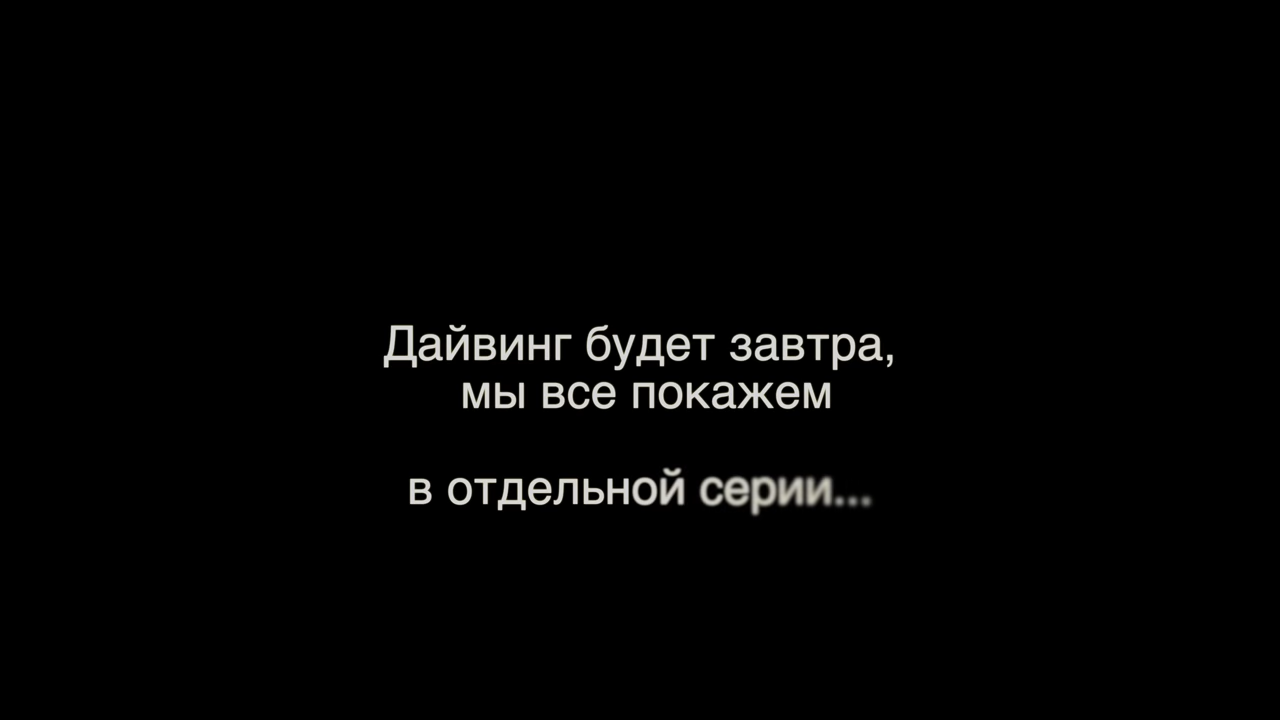 Дайвинг будет завтра,
мы все покажем
в отдельной серии...